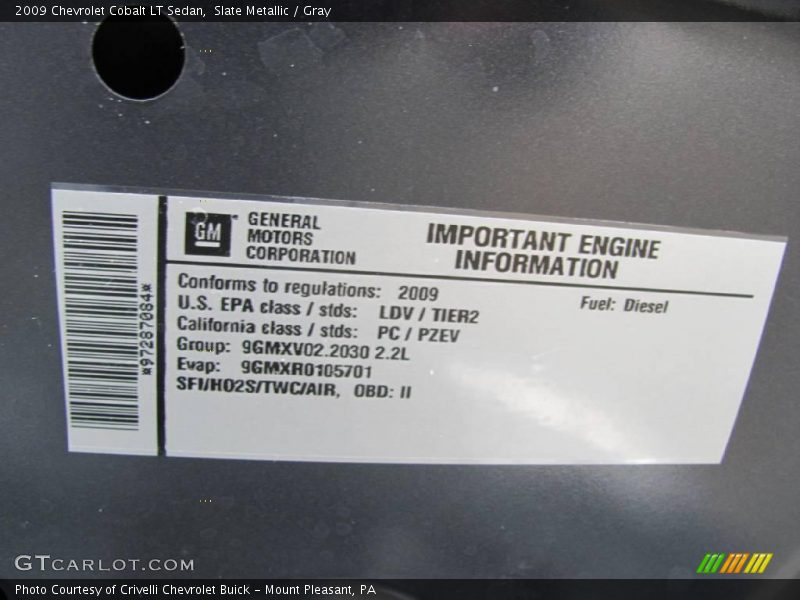 2009 Chevrolet Cobalt LT Sedan, Slate Metallic / Gray
GM GENERAL
MOTORS
CORPORATION
IMPORTANT ENGINE
INFORMATION
Conforms to regulations: 2009
Fuel: Diesel
U.S. EPA class / stds: LDV / TIER2
California class / stds: PC / PZEV
Group: 9GMXV02.2030 2.2L
Evap: 9GMXR0105701
SFI/HO2S/TWC/AIR, OBD: II
*97287084*
GTCARLOT.COM
Photo Courtesy of Crivelli Chevrolet Buick – Mount Pleasant, PA